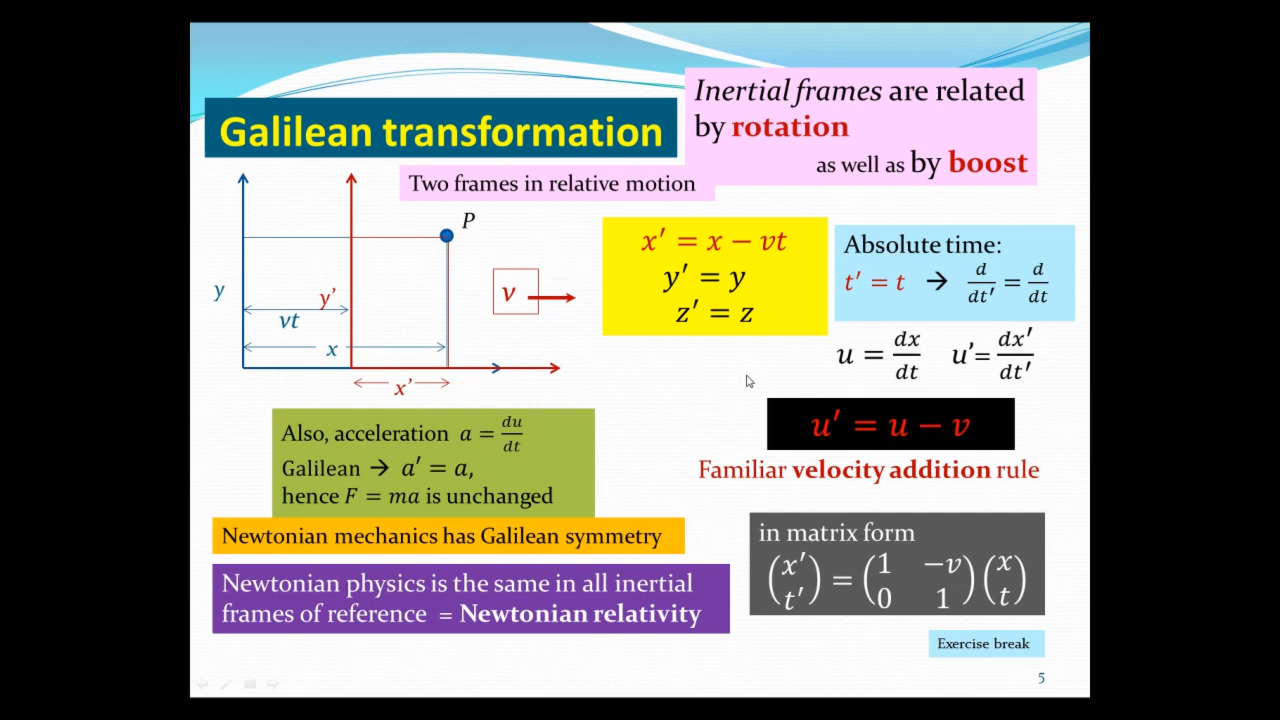 Galilean transformation
Inertial frames are related
by rotation
as well as by boost
Two frames in relative motion
P
y
y'
vt
x
x'
v
x′ = x − vt
y′ = y
z′ = z
Absolute time:
t′ = t → d/dt′ = d/dt
u = dx/dt u'= dx′/dt′
u′ = u − v
Familiar velocity addition rule
Also, acceleration a = du/dt
Galilean → a′ = a,
hence F = ma is unchanged
Newtonian mechanics has Galilean symmetry
Newtonian physics is the same in all inertial
frames of reference = Newtonian relativity
in matrix form
(x′ t′) = (1 −v 0 1)(x t)
Exercise break
5